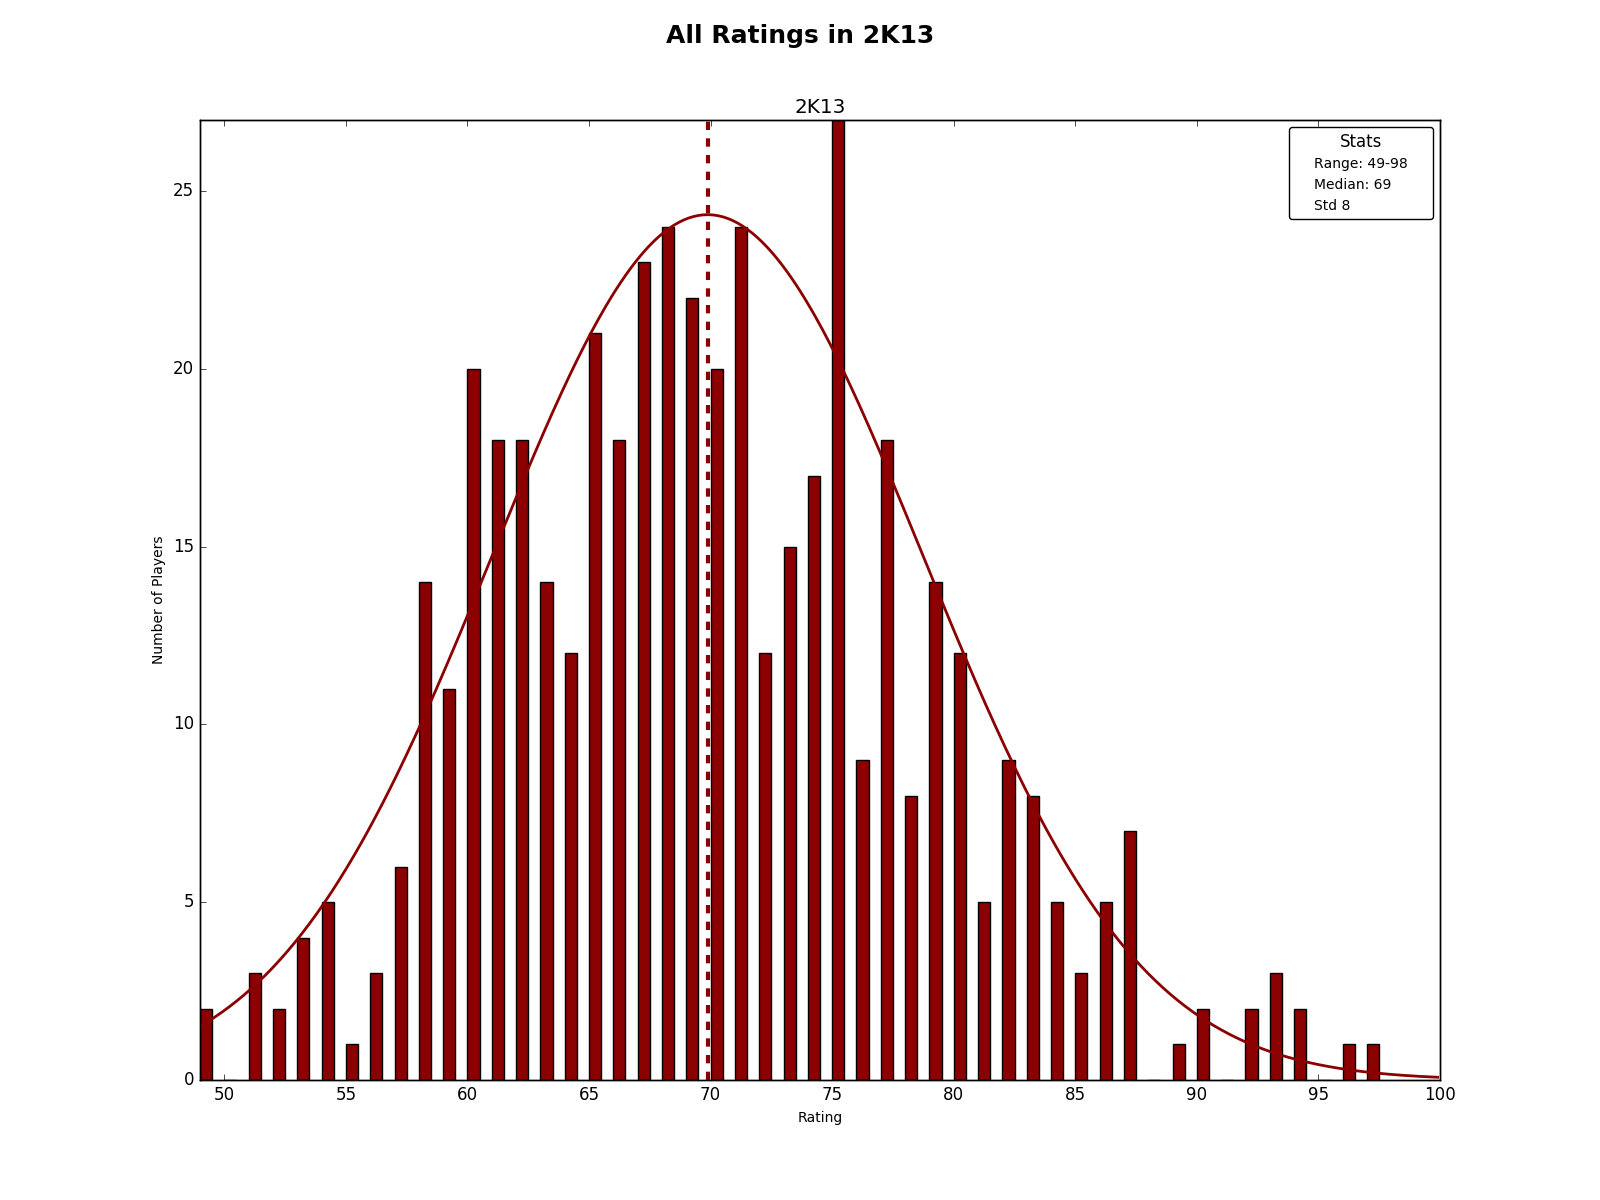 All Ratings in 2K13
2K13
Stats
Range: 49-98
Median: 69
Std 8
Number of Players
25
20
15
10
5
0
50 55 60 65 70 75 80 85 90 95 100
Rating